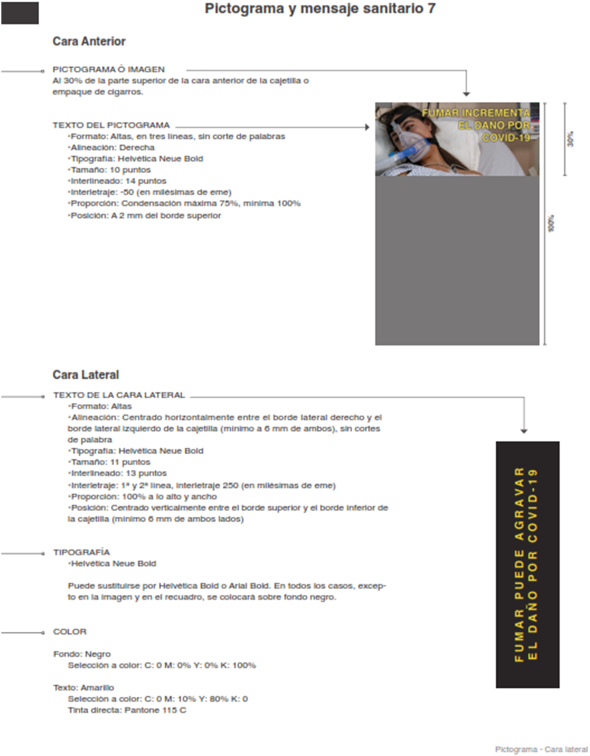 Pictograma y mensaje sanitario 7
Cara Anterior
PICTOGRAMA Ó IMAGEN
Al 30% de la parte superior de la cara anterior de la cajetilla o
empaque de cigarros.
TEXTO DEL PICTOGRAMA
•Formato: Altas, en tres líneas, sin corte de palabras
•Alineación: Derecha
•Tipografía: Helvética Neue Bold
•Tamaño: 10 puntos
•Interlineado: 14 puntos
•Interletraje: -50 (en milésimas de eme)
•Proporción: Condensación máxima 75%, mínima 100%
•Posición: A 2 mm del borde superior
FUMAR INCREMENTA
EL DAÑO POR
COVID-19
30%
100%
Cara Lateral
TEXTO DE LA CARA LATERAL
•Formato: Altas
•Alineación: Centrado horizontalmente entre el borde lateral derecho y el
borde lateral izquierdo de la cajetilla (mínimo a 6 mm de ambos), sin cortes
de palabra
•Tipografía: Helvética Neue Bold
•Tamaño: 11 puntos
•Interlineado: 13 puntos
•Interletraje: 1ª y 2ª línea, interletraje 250 (en milésimas de eme)
•Proporción: 100% a lo alto y ancho
•Posición: Centrado verticalmente entre el borde superior y el borde inferior de
la cajetilla (mínimo 6 mm de ambos lados)
FUMAR PUEDE AGRAVAR
EL DAÑO POR COVID-19
TIPOGRAFÍA
•Helvética Neue Bold
Puede sustituirse por Helvética Bold o Arial Bold. En todos los casos, excep-
to en la imagen y en el recuadro, se colocará sobre fondo negro.
COLOR
Fondo: Negro
Selección a color: C: 0 M: 0% Y: 0% K: 100%
Texto: Amarillo
Selección a color: C: 0 M: 10% Y: 80% K: 0
Tinta directa: Pantone 115 C
Pictograma - Cara lateral